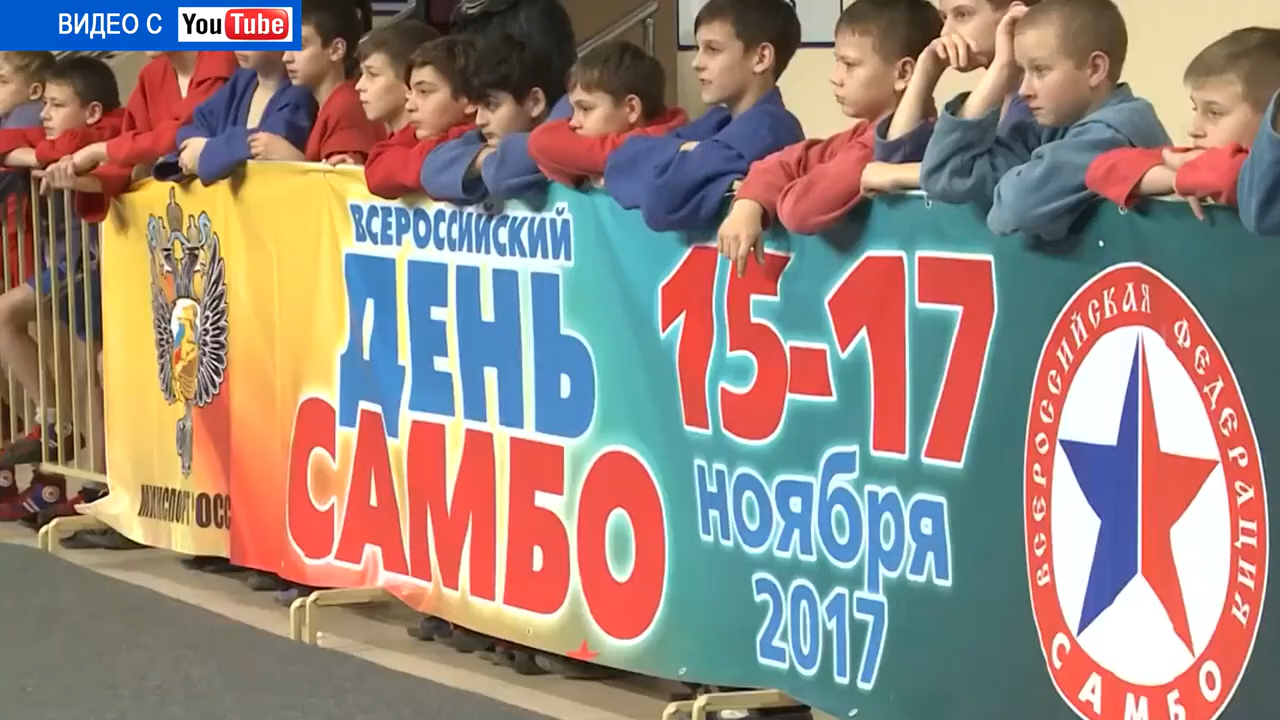 ВИДЕО С YouTube
ВСЕРОССИЙСКИЙ
ДЕНЬ
САМБО
15-17
ноября
2017
ВСЕРОССИЙСКАЯ ФЕДЕРАЦИЯ
САМБО